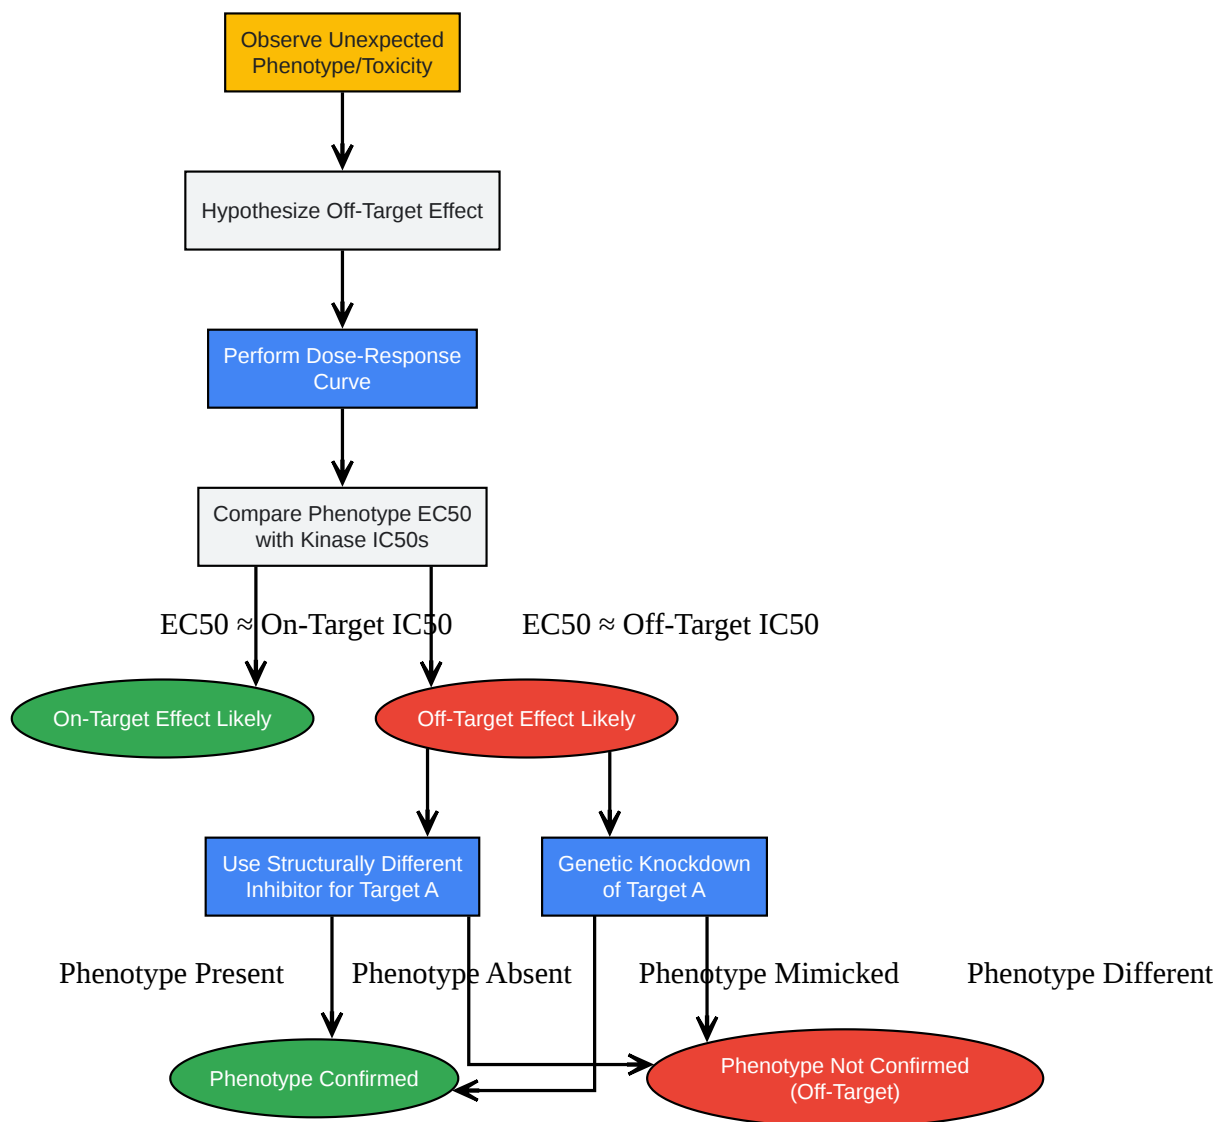 Observe Unexpected
Phenotype/Toxicity
Hypothesize Off-Target Effect
Perform Dose-Response
Curve
Compare Phenotype EC50
with Kinase IC50s
EC50 ≈ On-Target IC50
EC50 ≈ Off-Target IC50
On-Target Effect Likely
Off-Target Effect Likely
Use Structurally Different
Inhibitor for Target A
Genetic Knockdown
of Target A
Phenotype Present
Phenotype Absent
Phenotype Mimicked
Phenotype Different
Phenotype Confirmed
Phenotype Not Confirmed
(Off-Target)